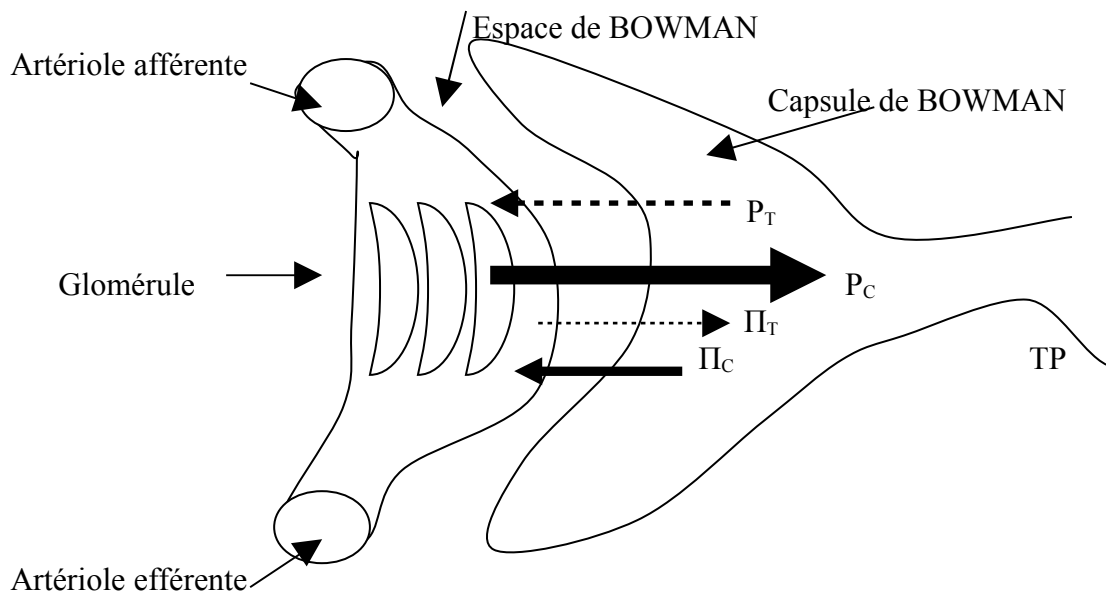 Espace de BOWMAN
Artériole afférente
Capsule de BOWMAN
P_T
Glomérule
P_C
Π_T
Π_C
TP
Artériole efférente